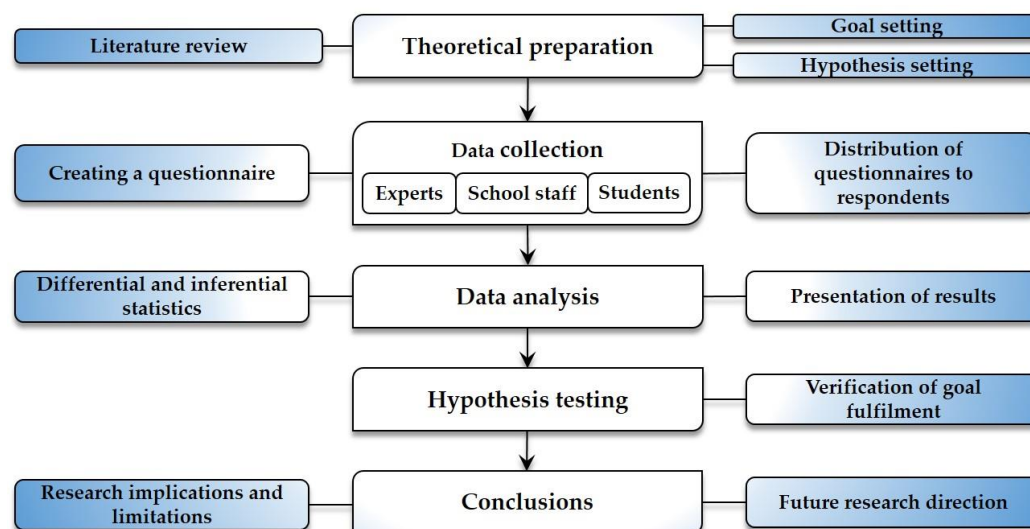 Literature review
Theoretical preparation
Goal setting
Hypothesis setting
Creating a questionnaire
Data collection
Experts
School staff
Students
Distribution of
questionnaires to
respondents
Differential and inferential
statistics
Data analysis
Presentation of results
Hypothesis testing
Verification of goal
fulfilment
Research implications and
limitations
Conclusions
Future research direction